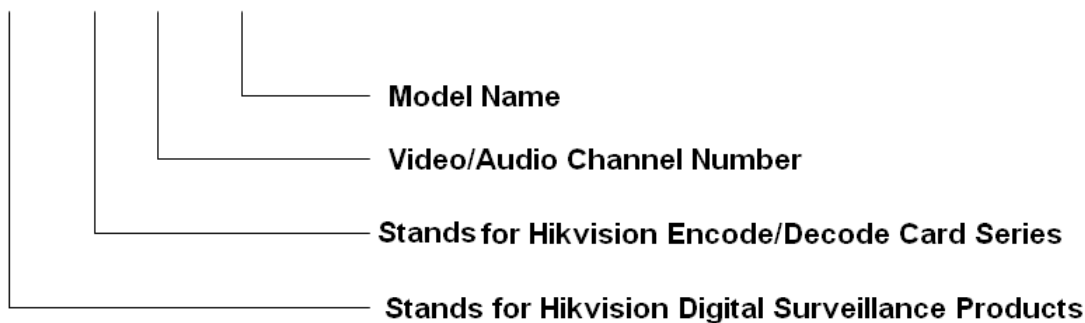 Model Name
Video/Audio Channel Number
Stands for Hikvision Encode/Decode Card Series
Stands for Hikvision Digital Surveillance Products